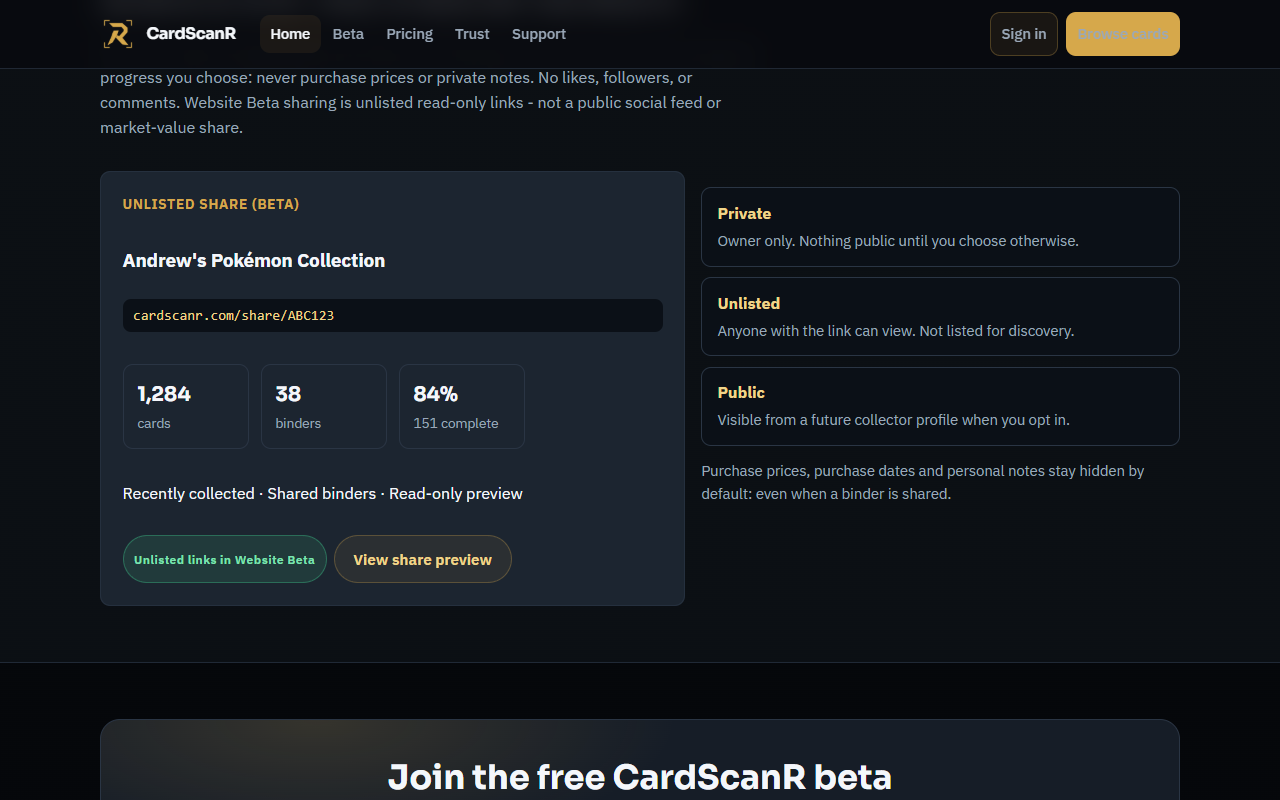 CardScanR
Home
Beta
Pricing
Trust
Support
Sign in
Browse cards
progress you choose: never purchase prices or private notes. No likes, followers, or
comments. Website Beta sharing is unlisted read-only links - not a public social feed or
market-value share.
UNLISTED SHARE (BETA)
Andrew's Pokémon Collection
cardscanr.com/share/ABC123
1,284
cards
38
binders
84%
151 complete
Recently collected · Shared binders · Read-only preview
Unlisted links in Website Beta
View share preview
Private
Owner only. Nothing public until you choose otherwise.
Unlisted
Anyone with the link can view. Not listed for discovery.
Public
Visible from a future collector profile when you opt in.
Purchase prices, purchase dates and personal notes stay hidden by
default: even when a binder is shared.
Join the free CardScanR beta